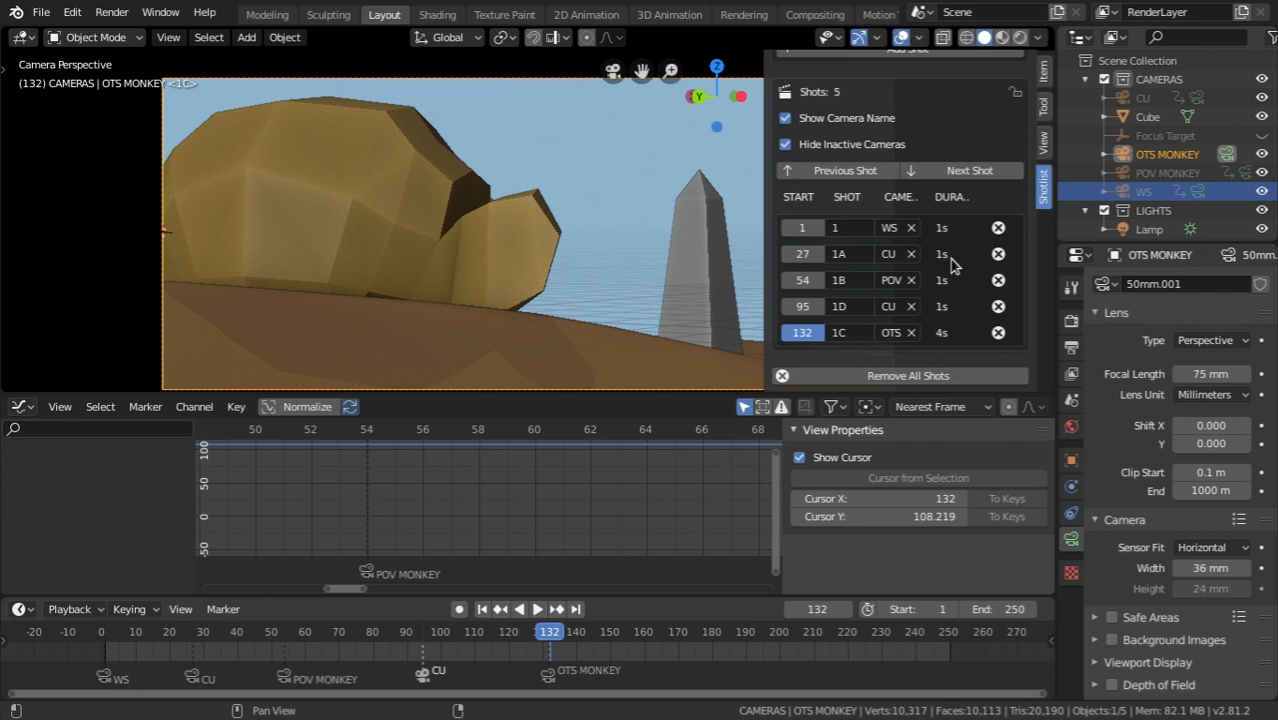 File Edit Render Window Help Modeling Sculpting Layout Shading Texture Paint 2D Animation 3D Animation Rendering Compositing Motion Scene RenderLayer
Object Mode View Select Add Object Global
Camera Perspective
(132) CAMERAS | OTS MONKEY <1C>
Y
Shots: 5
Show Camera Name
Hide Inactive Cameras
Previous Shot Next Shot
START SHOT CAME.. DURA..
1 1 WS 1s
27 1A CU 1s
54 1B POV 1s
95 1D CU 1s
132 1C OTS 4s
Remove All Shots
Item
Tool
View
Shotlist
Scene Collection
CAMERAS
CU
Cube
Focus Target
OTS MONKEY
POV MONKEY
WS
LIGHTS
Lamp
OTS MONKEY 50mm.
50mm.001
Lens
Type Perspective
Focal Length 75 mm
Lens Unit Millimeters
Shift X 0.000
Y 0.000
Clip Start 0.1 m
End 1000 m
Camera
Sensor Fit Horizontal
Width 36 mm
Height 24 mm
Safe Areas
Background Images
Viewport Display
Depth of Field
View Select Marker Channel Key Normalize Nearest Frame
50 52 54 56 58 60 62 64 66 68
100
50
0
-50
POV MONKEY
View Properties
Show Cursor
Cursor from Selection
Cursor X: 132 To Keys
Cursor Y: 108.219 To Keys
Playback Keying View Marker 132 Start: 1 End: 250
-20 -10 0 10 20 30 40 50 60 70 80 90 100 110 120 132 140 150 160 170 180 190 200 210 220 230 240 250 260 270
WS CU POV MONKEY CU OTS MONKEY
Pan View CAMERAS | OTS MONKEY | Verts:10,317 | Faces:10,113 | Tris:20,190 | Objects:1/5 | Mem: 82.1 MB | v2.81.2